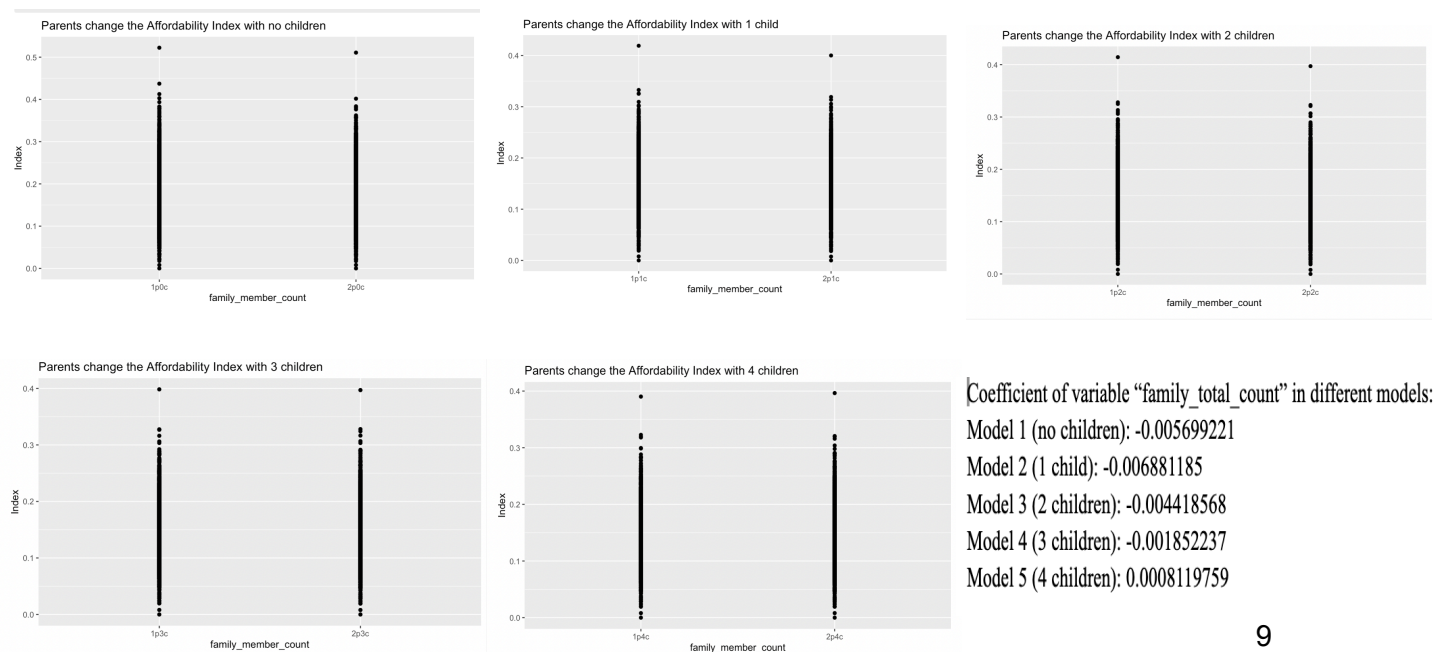 Parents change the Affordability Index with no children
Index
0.5
0.4
0.3
0.2
0.1
0.0
1p0c 2p0c
family_member_count
Parents change the Affordability Index with 1 child
Index
0.4
0.3
0.2
0.1
0.0
1p1c 2p1c
family_member_count
Parents change the Affordability Index with 2 children
Index
0.4
0.3
0.2
0.1
0.0
1p2c 2p2c
family_member_count
Parents change the Affordability Index with 3 children
Index
0.4
0.3
0.2
0.1
0.0
1p3c 2p3c
family_member_count
Parents change the Affordability Index with 4 children
Index
0.4
0.3
0.2
0.1
0.0
1p4c 2p4c
family_member_count
Coefficient of variable “family_total_count” in different models:
Model 1 (no children): -0.005699221
Model 2 (1 child): -0.006881185
Model 3 (2 children): -0.004418568
Model 4 (3 children): -0.001852237
Model 5 (4 children): 0.0008119759
9